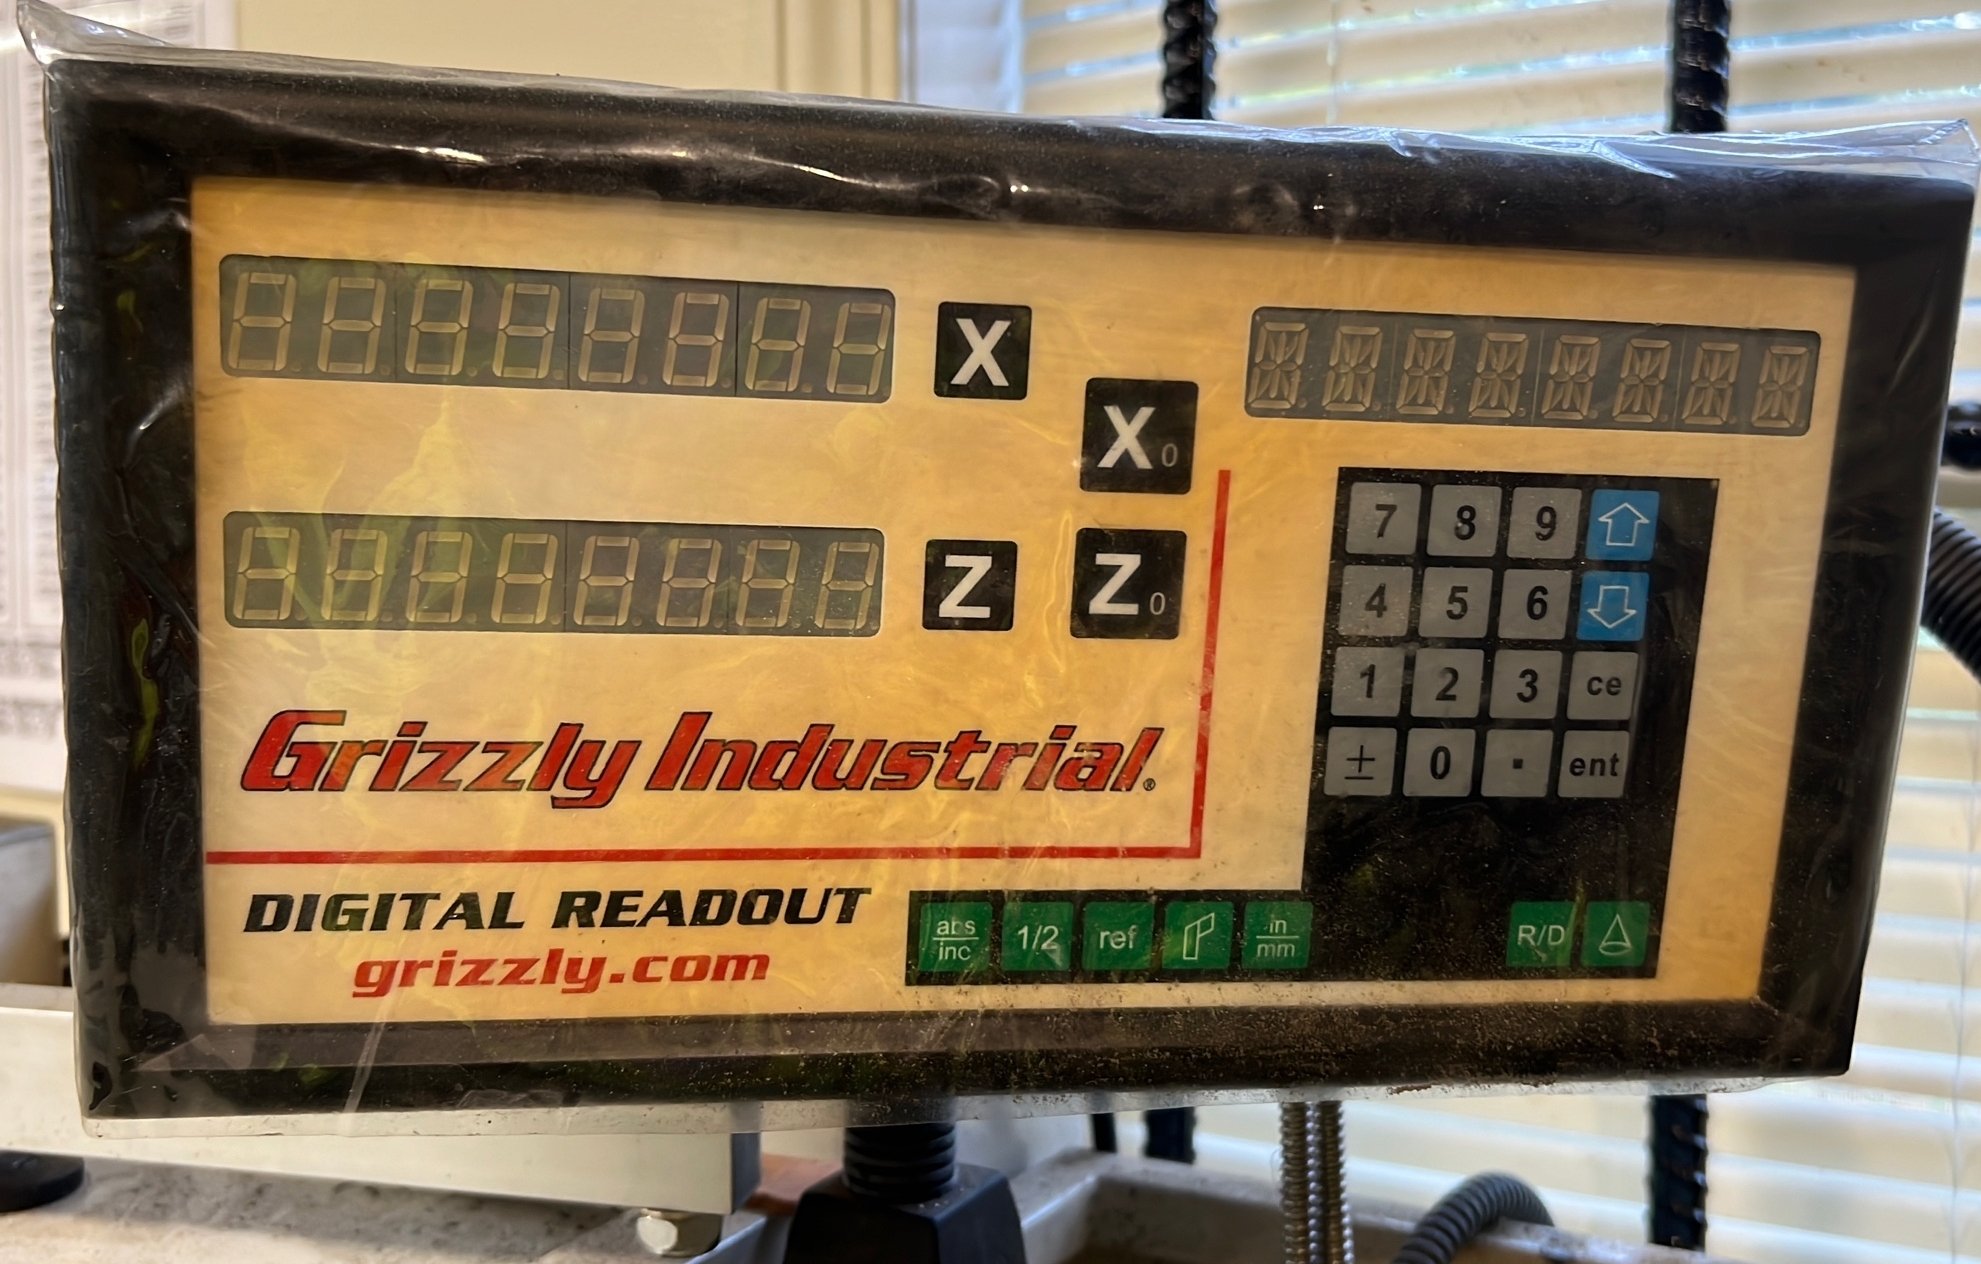 X
X0
Z
Z0
7 8 9
4 5 6
1 2 3 ce
± 0 . ent
Grizzly Industrial®
DIGITAL READOUT
grizzly.com
abs
inc
1/2
ref
in
mm
R/D